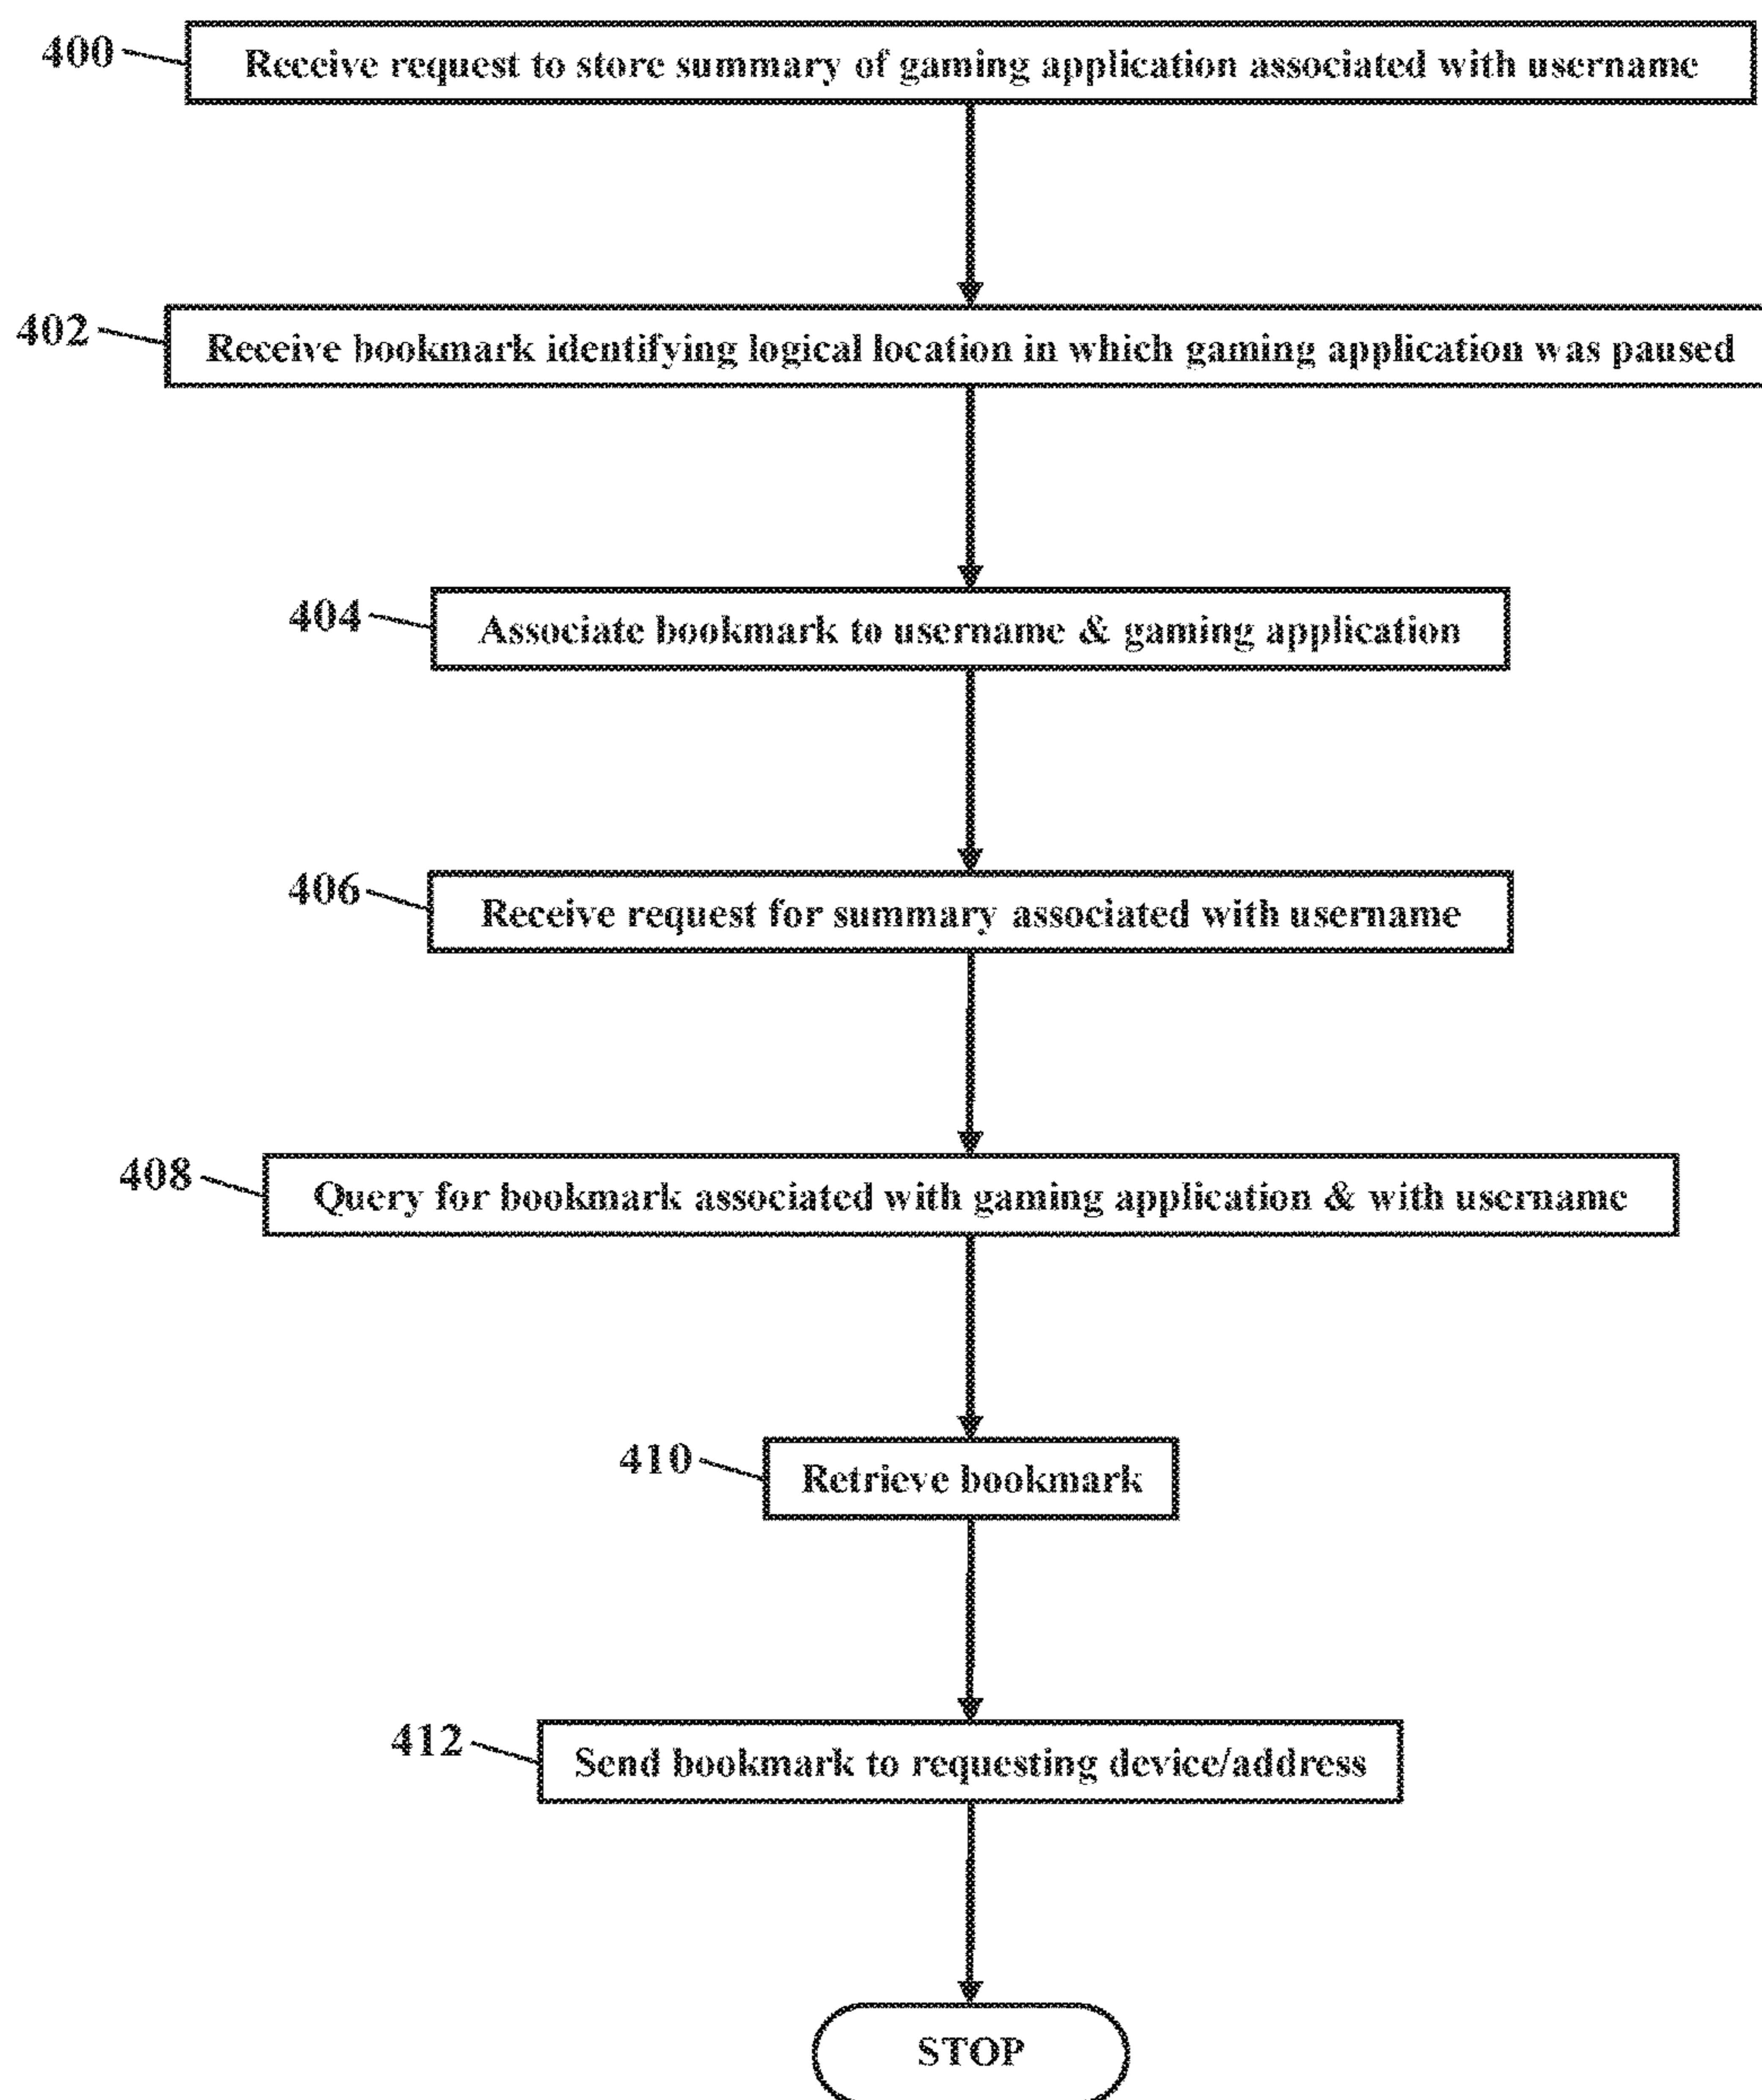 400 Receive request to store summary of gaming application associated with username
402 Receive bookmark identifying logical location in which gaming application was paused
404 Associate bookmark to username & gaming application
406 Receive request for summary associated with username
408 Query for bookmark associated with gaming application & with username
410 Retrieve bookmark
412 Send bookmark to requesting device/address
STOP